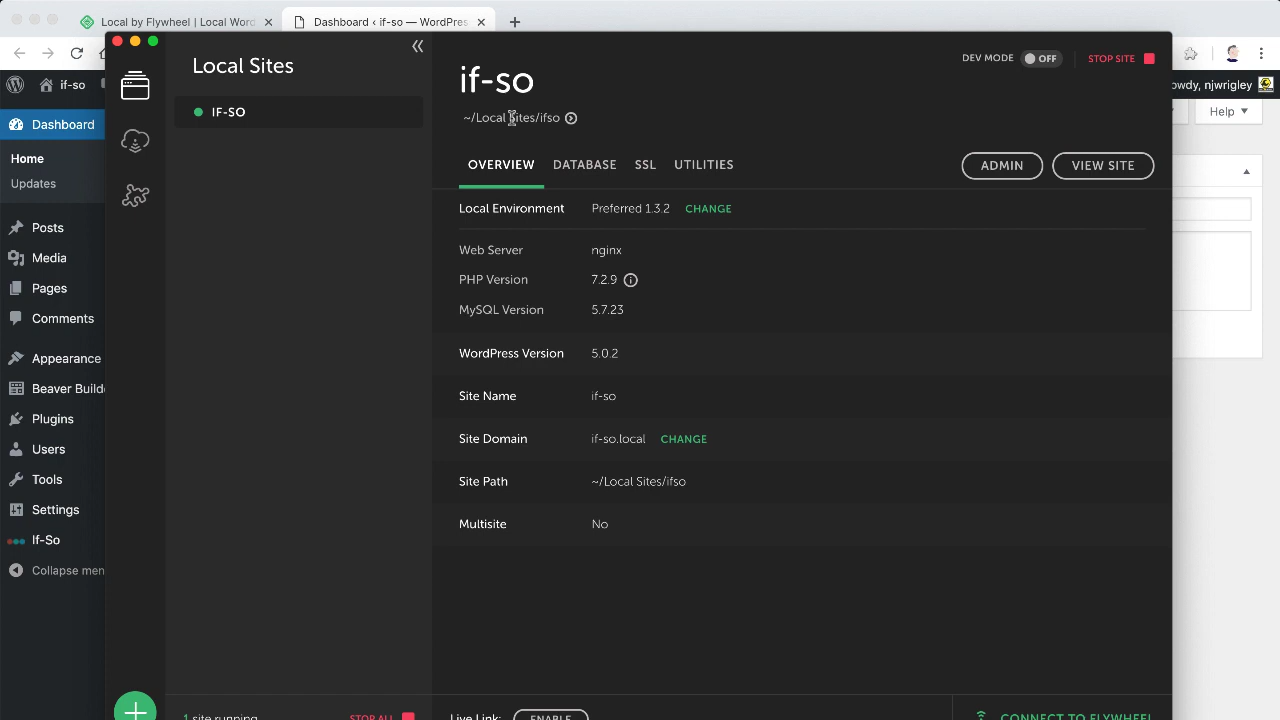 Local by Flywheel | Local Word
Dashboard ‹ if-so — WordPress
if-so
owdy, njwrigley
Help
Dashboard
Home
Updates
Posts
Media
Pages
Comments
Appearance
Beaver Builde
Plugins
Users
Tools
Settings
If-So
Collapse men
Local Sites
IF-SO
1 site running
STOP ALL
if-so
~/Local Sites/ifso
DEV MODE OFF
STOP SITE
OVERVIEW DATABASE SSL UTILITIES
ADMIN VIEW SITE
Local Environment Preferred 1.3.2 CHANGE
Web Server nginx
PHP Version 7.2.9
MySQL Version 5.7.23
WordPress Version 5.0.2
Site Name if-so
Site Domain if-so.local CHANGE
Site Path ~/Local Sites/ifso
Multisite No
Live Link: ENABLE
CONNECT TO FLYWHEEL